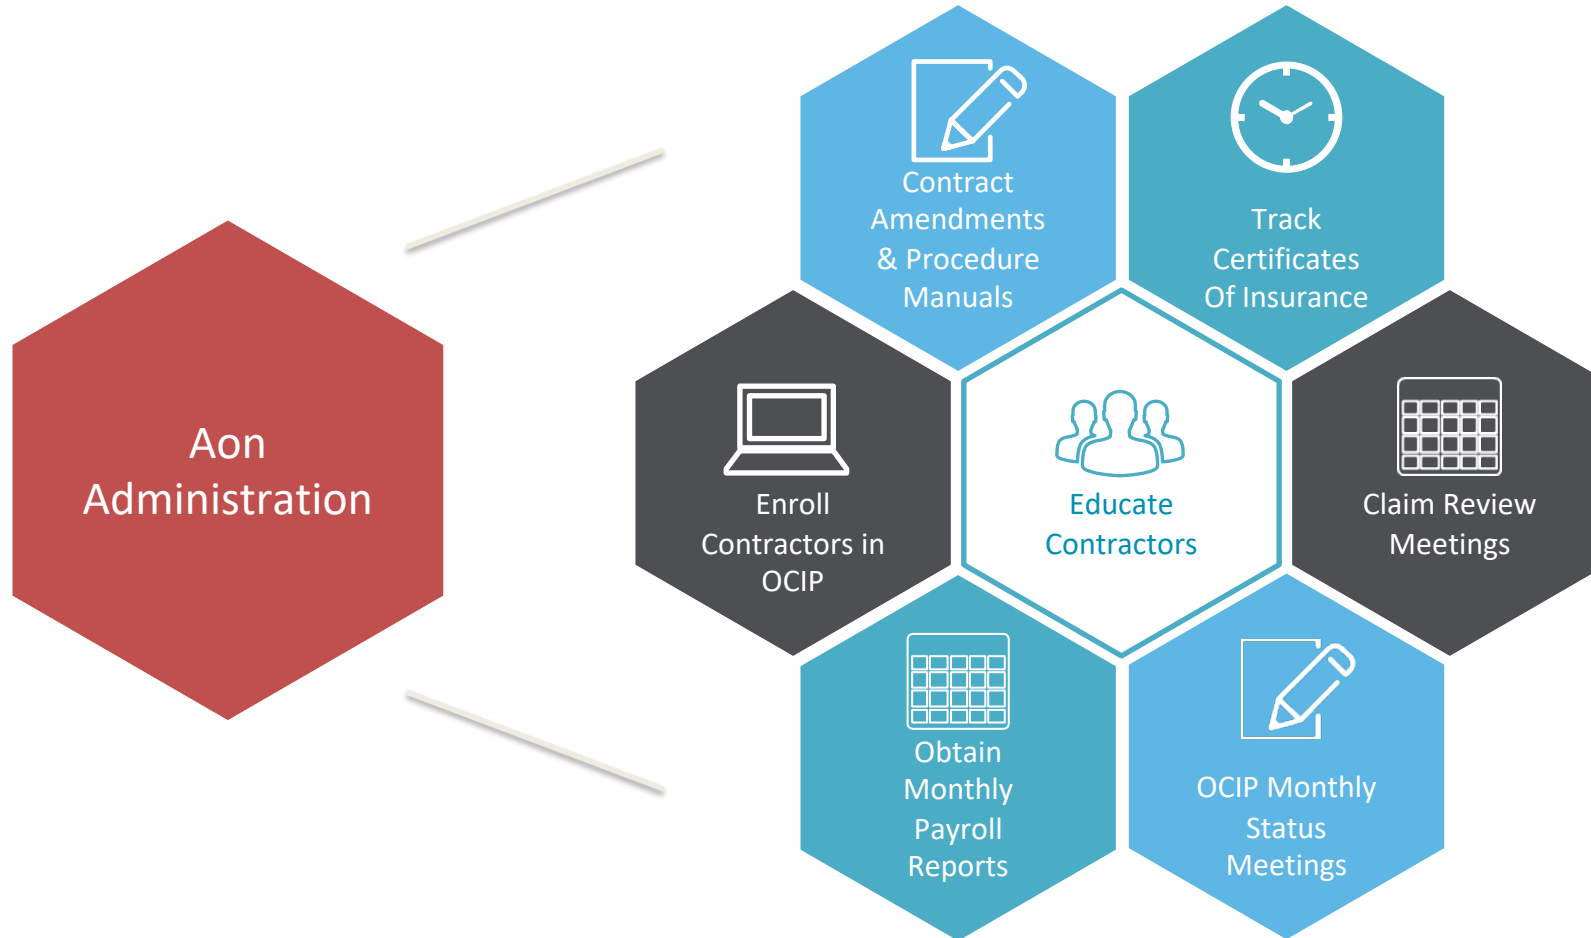 Aon
Administration
Contract
Amendments
& Procedure
Manuals
Track
Certificates
Of Insurance
Enroll
Contractors in
OCIP
Educate
Contractors
Claim Review
Meetings
Obtain
Monthly
Payroll
Reports
OCIP Monthly
Status
Meetings